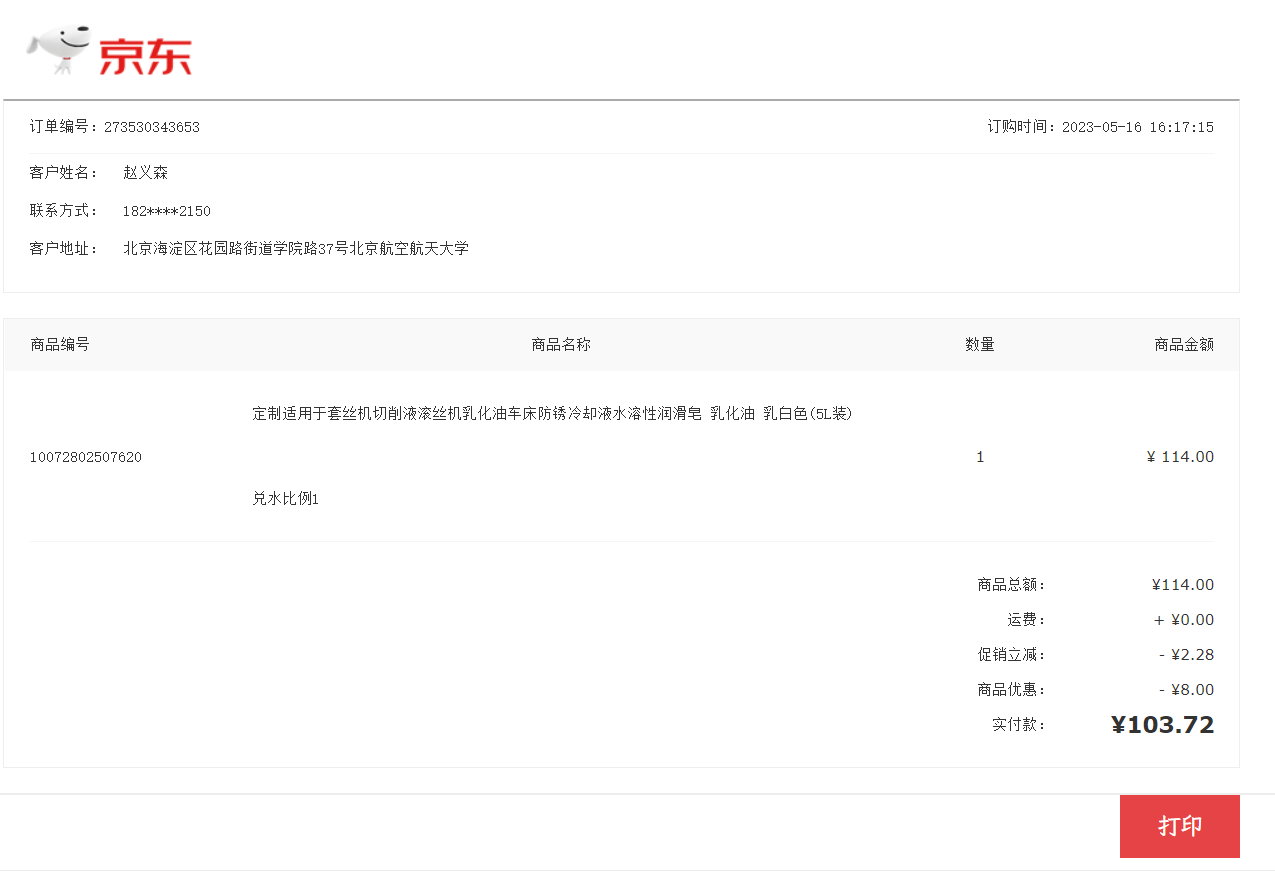 京东
订单编号：273530343653 订购时间：2023-05-16 16:17:15
客户姓名： 赵义森
联系方式： 182****2150
客户地址： 北京海淀区花园路街道学院路37号北京航空航天大学
商品编号 商品名称 数量 商品金额
定制适用于套丝机切削液滚丝机乳化油车床防锈冷却液水溶性润滑皂 乳化油 乳白色(5L装)
10072802507620 1 ¥ 114.00
兑水比例1
商品总额： ¥114.00
运费： + ¥0.00
促销立减： - ¥2.28
商品优惠： - ¥8.00
实付款： ¥103.72
打印